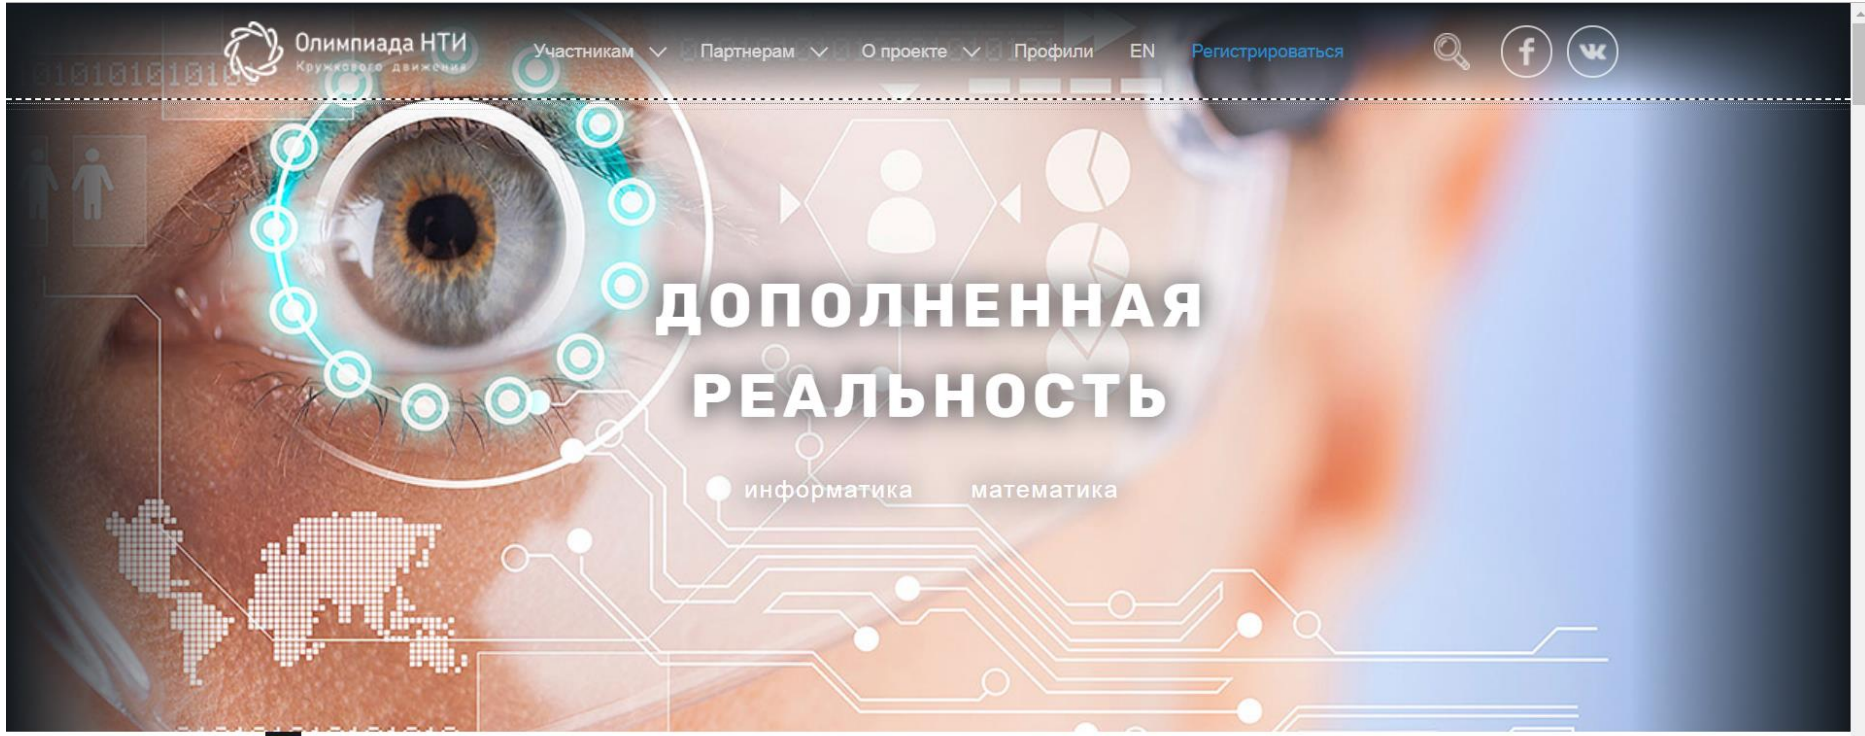 Олимпиада НТИ
Кружкового движения
Участникам Партнерам О проекте Профили EN Регистрироваться
ДОПОЛНЕННАЯ
РЕАЛЬНОСТЬ
информатика математика